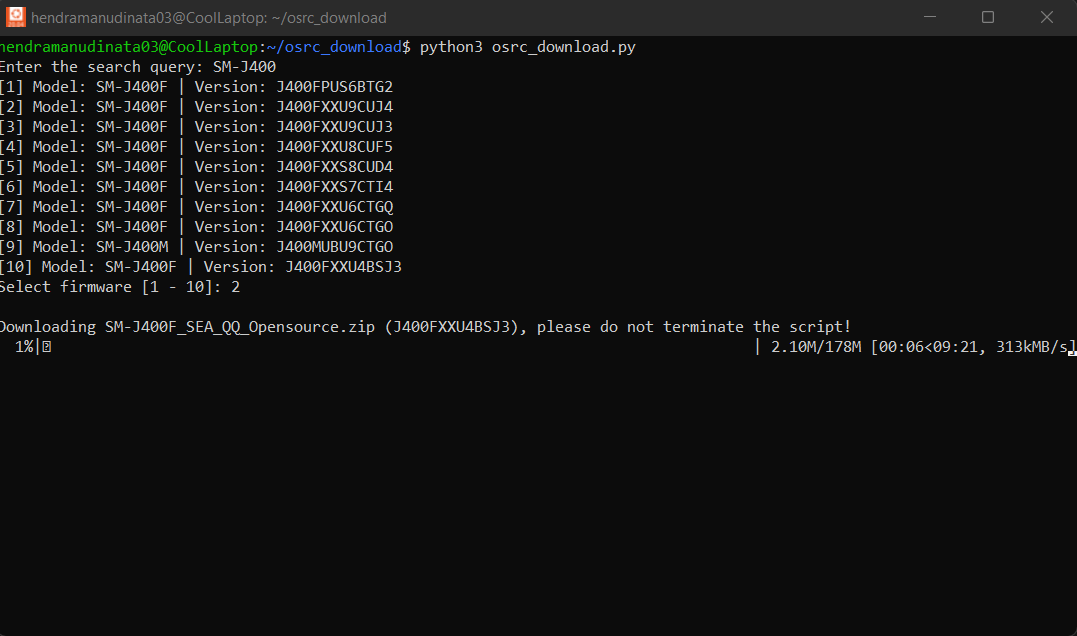 hendramanudinata03@CoolLaptop: ~/osrc_download
hendramanudinata03@CoolLaptop:~/osrc_download$ python3 osrc_download.py
Enter the search query: SM-J400
[1] Model: SM-J400F | Version: J400FPUS6BTG2
[2] Model: SM-J400F | Version: J400FXXU9CUJ4
[3] Model: SM-J400F | Version: J400FXXU9CUJ3
[4] Model: SM-J400F | Version: J400FXXU8CUF5
[5] Model: SM-J400F | Version: J400FXXS8CUD4
[6] Model: SM-J400F | Version: J400FXXS7CTI4
[7] Model: SM-J400F | Version: J400FXXU6CTGQ
[8] Model: SM-J400F | Version: J400FXXU6CTGO
[9] Model: SM-J400M | Version: J400MUBU9CTGO
[10] Model: SM-J400F | Version: J400FXXU4BSJ3
Select firmware [1 - 10]: 2
Downloading SM-J400F_SEA_QQ_Opensource.zip (J400FXXU4BSJ3), please do not terminate the script!
1%| | 2.10M/178M [00:06<09:21, 313kMB/s]